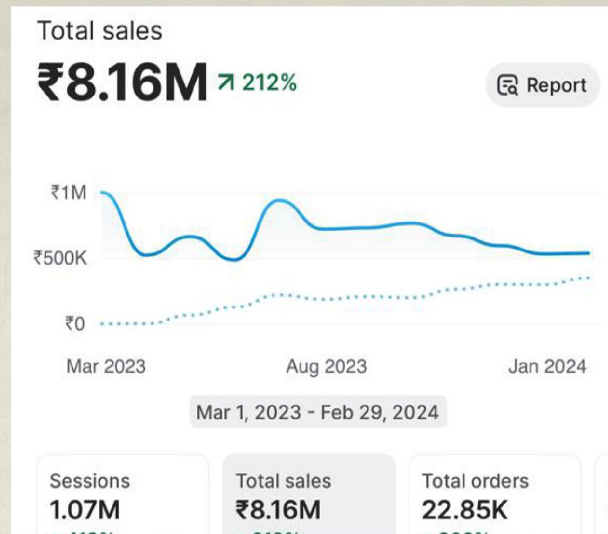 Total sales
₹8.16M ↗ 212%
Report
₹1M
₹500K
₹0
Mar 2023 Aug 2023 Jan 2024
Mar 1, 2023 - Feb 29, 2024
Sessions Total sales Total orders
1.07M ₹8.16M 22.85K